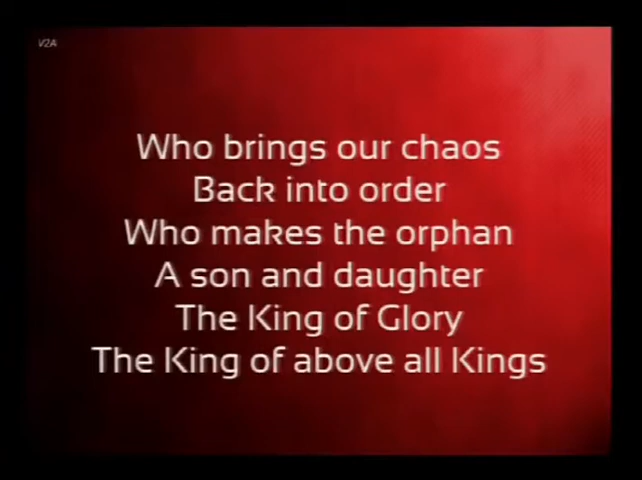 V2A
Who brings our chaos
Back into order
Who makes the orphan
A son and daughter
The King of Glory
The King of above all Kings